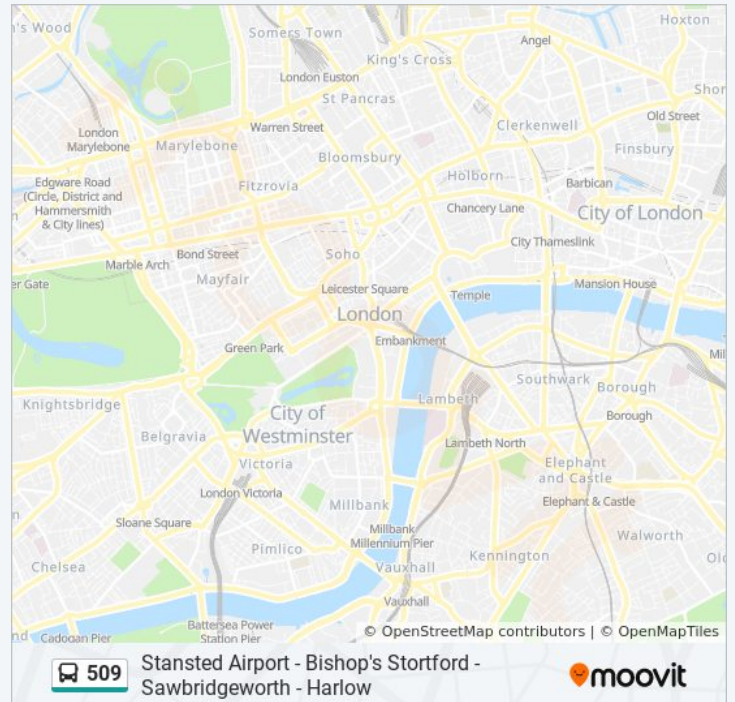 's Wood
Somers Town
Hoxton
Angel
King's Cross
London Euston
St Pancras
Shor
Old Street
London
Marylebone
Marylebone
Warren Street
Clerkenwell
Finsbury
Bloomsbury
Edgware Road
(Circle, District and
Hammersmith
& City lines)
Fitzrovia
Holborn
Barbican
Chancery Lane
City of London
City Thameslink
Bond Street
Soho
Marble Arch
Mayfair
er Gate
Leicester Square
Temple
Mansion House
London
Embankment
Green Park
Mil
Southwark
Borough
Knightsbridge
Lambeth
City of
Westminster
Borough
Belgravia
Lambeth North
Victoria
Elephant
and Castle
London Victoria
Elephant & Castle
Millbank
Sloane Square
Millbank
Millennium Pier
Walworth
Pimlico
Kennington
Old
Chelsea
Vauxhall
Vauxhall
Battersea Power
Station Pier
nd
Cadogan Pier
© OpenStreetMap contributors | © OpenMapTiles
509
Stansted Airport - Bishop's Stortford -
Sawbridgeworth - Harlow
moovit